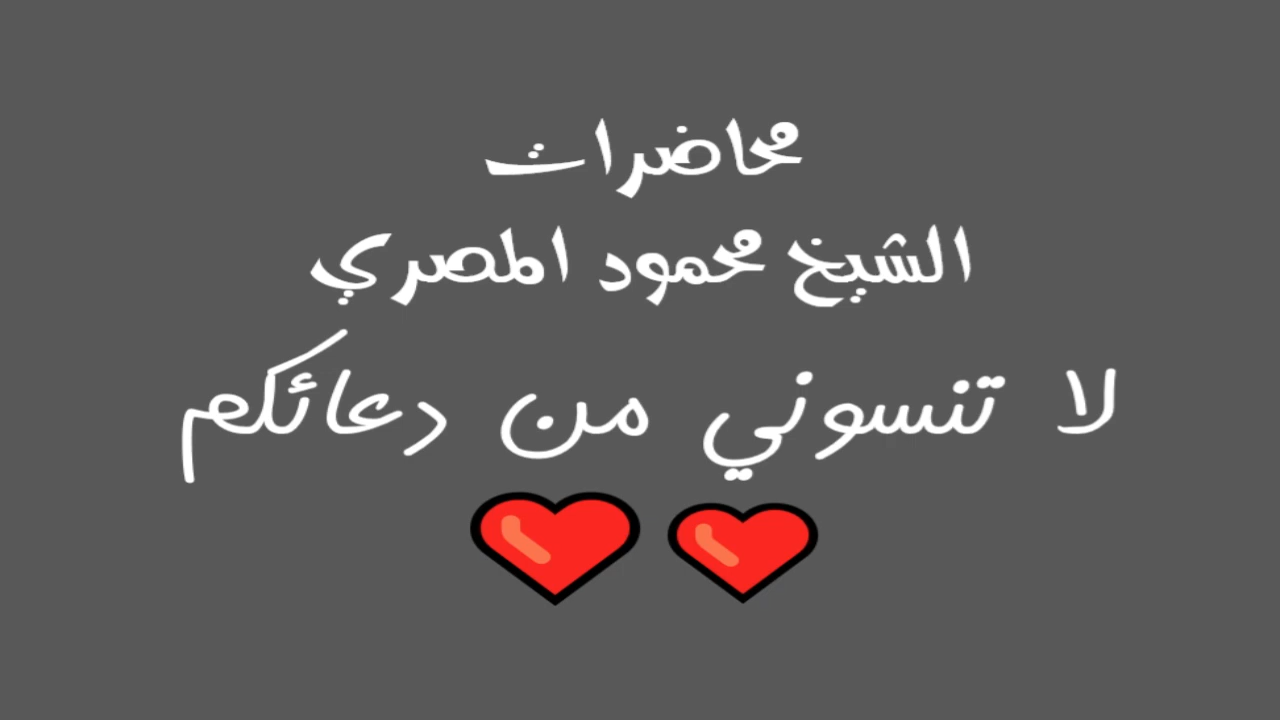 محاضرات
الشيخ محمود المصري
لا تنسوني من دعائكم